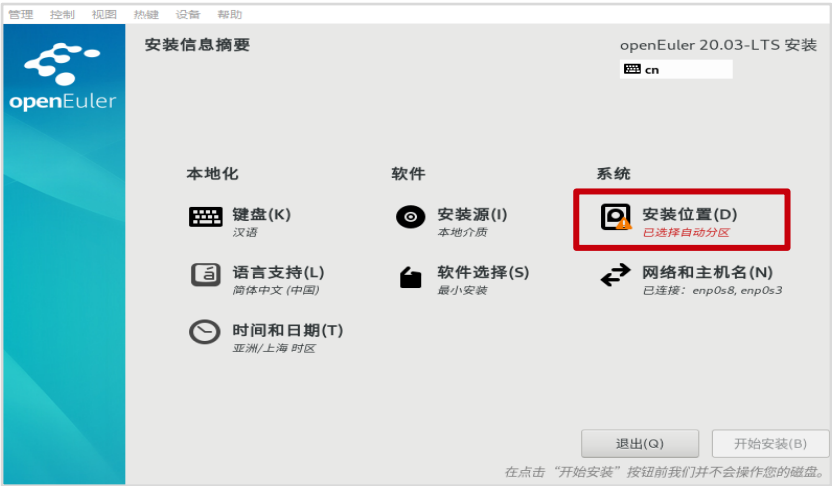 管理 控制 视图 热键 设备 帮助
安装信息摘要
openEuler 20.03-LTS 安装
cn
openEuler
本地化
键盘(K)
汉语
语言支持(L)
简体中文 (中国)
时间和日期(T)
亚洲/上海 时区
软件
安装源(I)
本地介质
软件选择(S)
最小安装
系统
安装位置(D)
已选择自动分区
网络和主机名(N)
已连接：enp0s8, enp0s3
退出(Q)
开始安装(B)
在点击“开始安装”按钮前我们并不会操作您的磁盘。